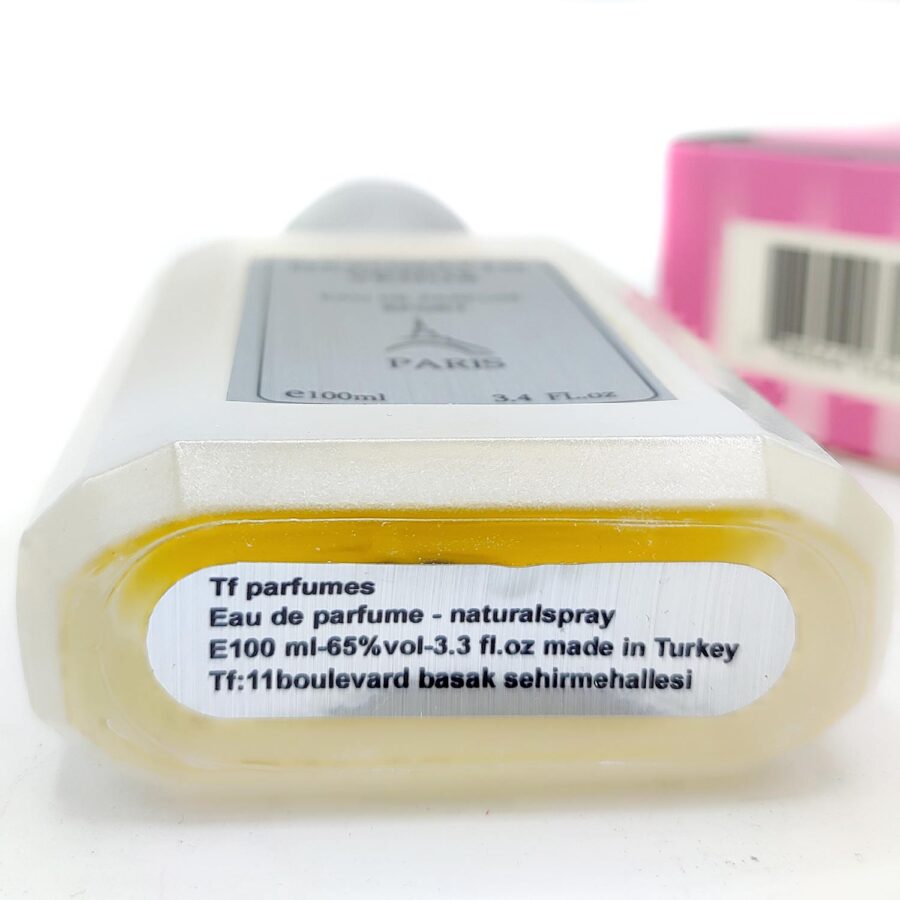 PARIS
e100ml 3.4 FL.oz
Tf parfumes
Eau de parfume - naturalspray
E100 ml-65%vol-3.3 fl.oz made in Turkey
Tf:11boulevard basak sehirmehallesi